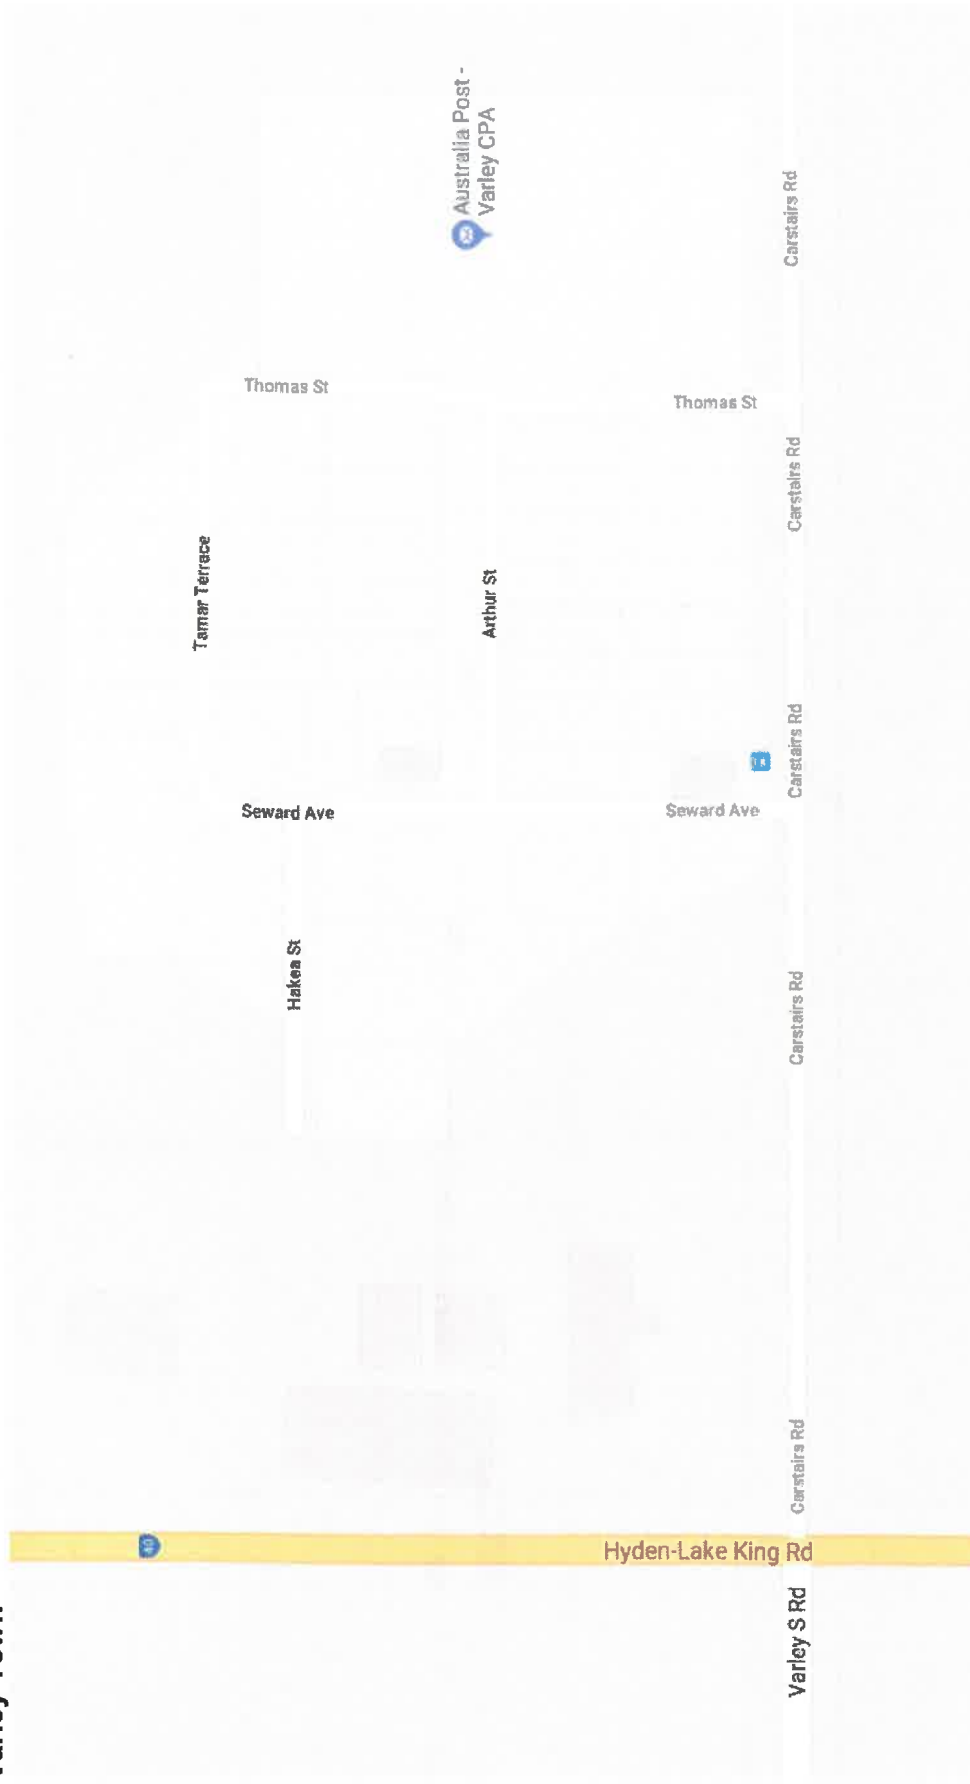 Australia Post -
Varley CPA
Carstairs Rd
Thomas St
Thomas St
Carstairs Rd
Tamar Terrace
Arthur St
Carstairs Rd
Seward Ave
Seward Ave
Hakea St
Carstairs Rd
Carstairs Rd
40
Hyden-Lake King Rd
Varley S Rd